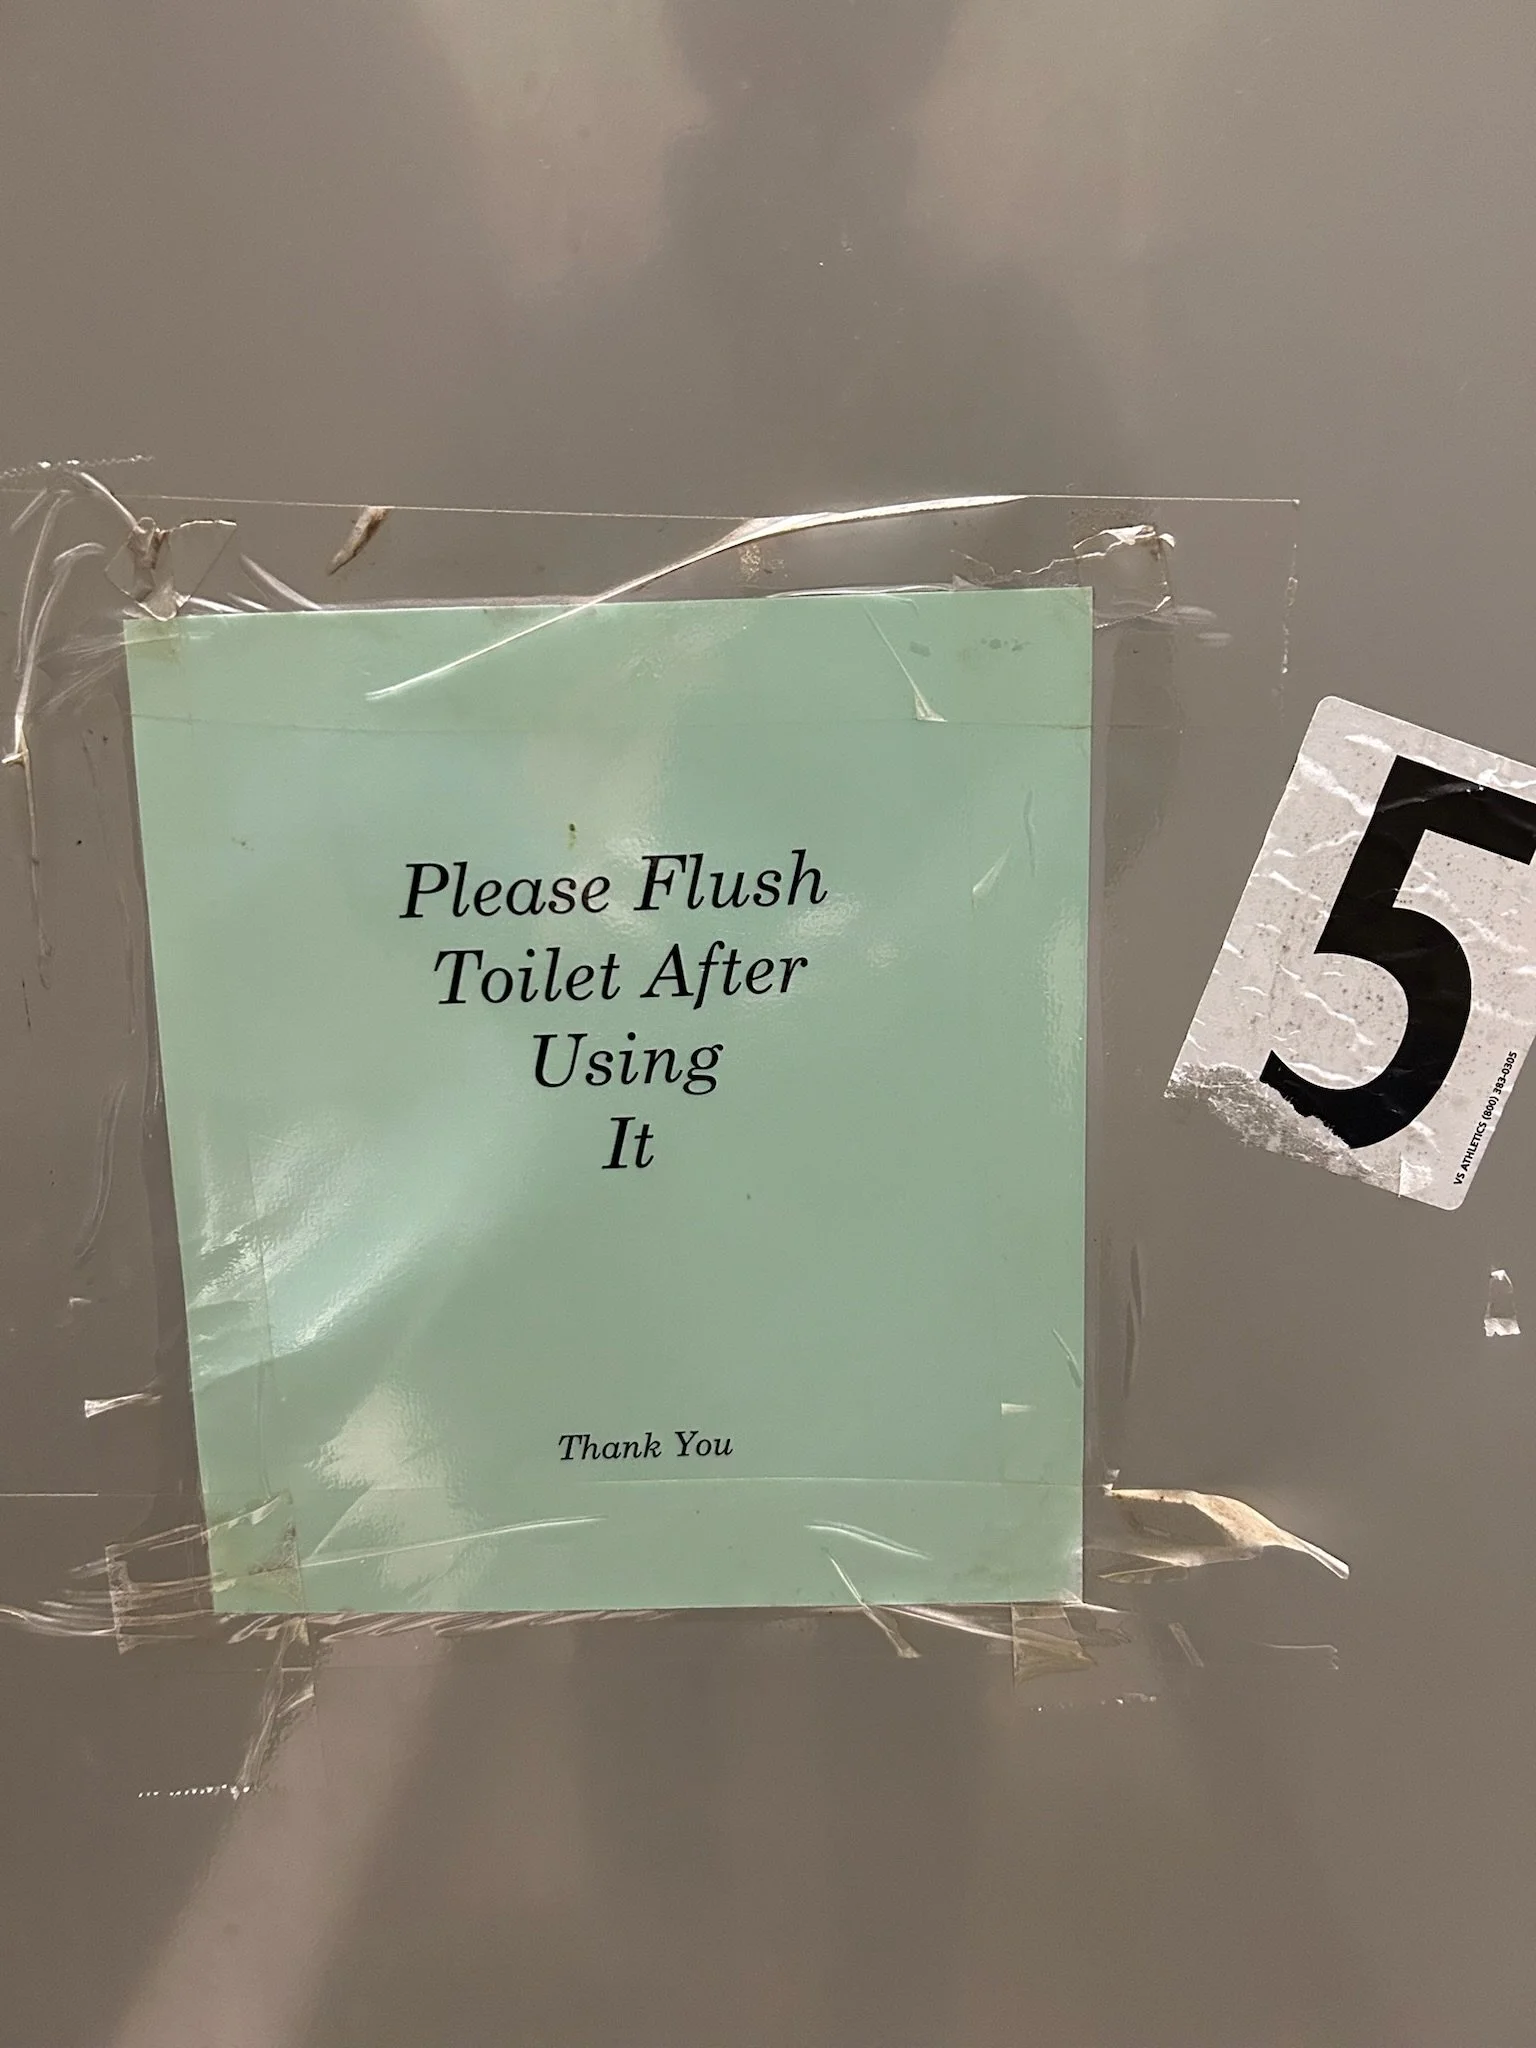 Please Flush
Toilet After
Using
It
Thank You
5
VS ATHLETICS (800) 383-0305